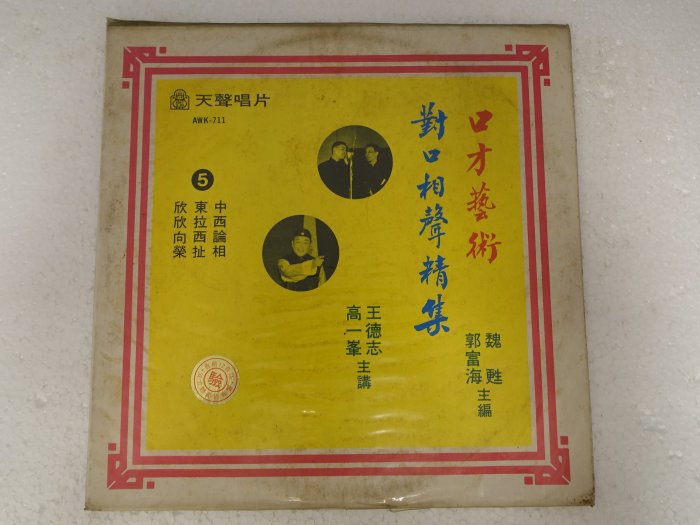 天聲唱片
AWK-711
口才藝術
對口相聲精集
魏甦
郭富海
主編
王德志
高一峯
主講
5
中西論相
東拉西扯
欣欣向榮
驗